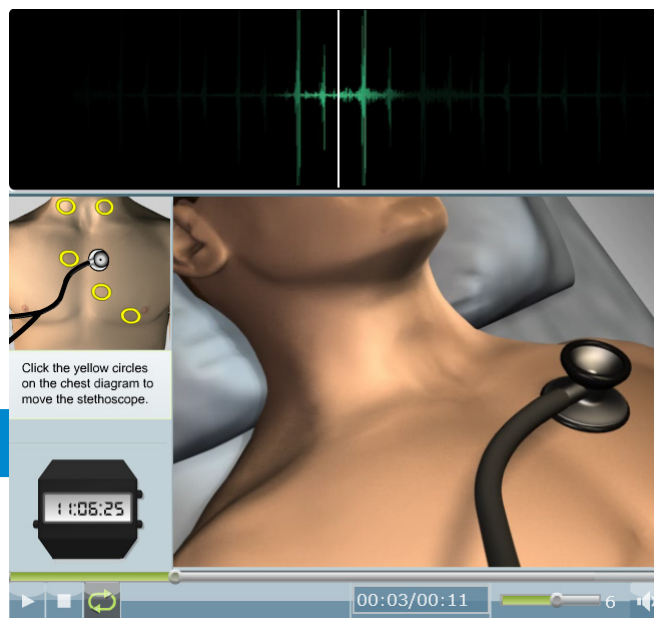 Click the yellow circles
on the chest diagram to
move the stethoscope.
11:06:25
00:03/00:11
6